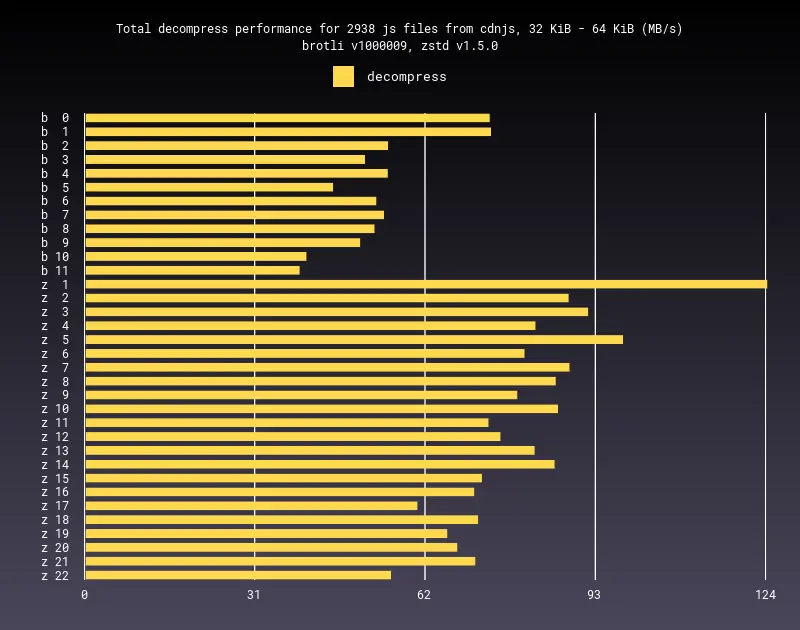 Total decompress performance for 2938 js files from cdnjs, 32 KiB - 64 KiB (MB/s)
brotli v1000009, zstd v1.5.0
decompress
b 0
b 1
b 2
b 3
b 4
b 5
b 6
b 7
b 8
b 9
b 10
b 11
z 1
z 2
z 3
z 4
z 5
z 6
z 7
z 8
z 9
z 10
z 11
z 12
z 13
z 14
z 15
z 16
z 17
z 18
z 19
z 20
z 21
z 22
0 31 62 93 124